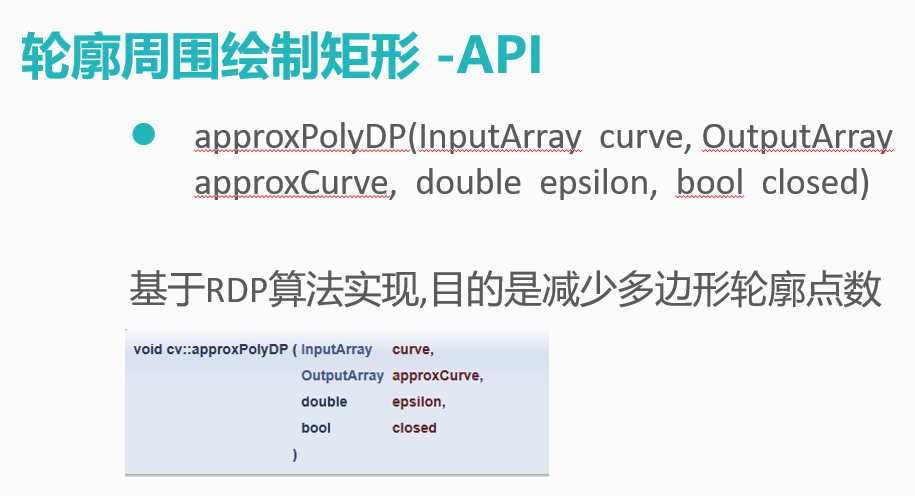 轮廓周围绘制矩形 -API
approxPolyDP(InputArray curve, OutputArray
approxCurve, double epsilon, bool closed)
基于RDP算法实现,目的是减少多边形轮廓点数
void cv::approxPolyDP ( InputArray curve,
OutputArray approxCurve,
double epsilon,
bool closed
)